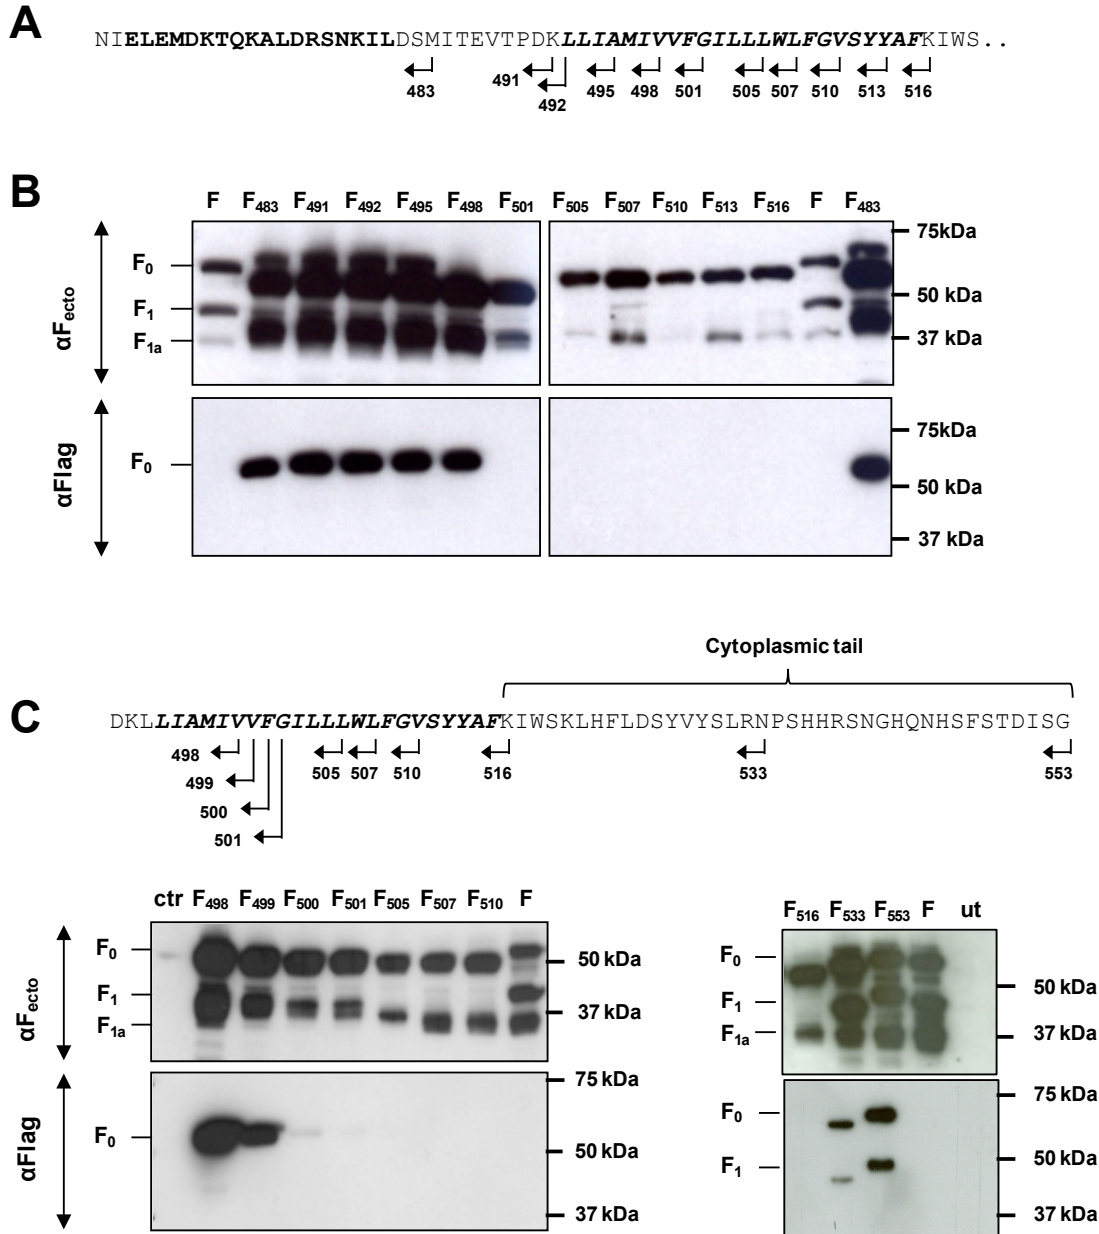 A
NIELEMDKTQKALDRSNKILDSMITEVTPDKLLIAMIVVFGILLLWLFGVSYYAFKIWS..
483 491 492 495 498 501 505 507 510 513 516
B
F F483 F491 F492 F495 F498 F501 F505 F507 F510 F513 F516 F F483
αFecto
F0
F1
F1a
75kDa
50 kDa
37 kDa
αFlag
F0
75kDa
50 kDa
37 kDa
Cytoplasmic tail
C
DKLLIAMIVVFGILLLWLFGVSYYAFKIWSKLHFLDSYVYSLRNPSHHRSNGHQNHSFSTDISG
498 505 507 510 516 533 553
499
500
501
ctr F498 F499 F500 F501 F505 F507 F510 F
αFecto
F0
F1
F1a
50 kDa
37 kDa
αFlag
F0
75 kDa
50 kDa
37 kDa
F516 F533 F553 F ut
F0
F1
F1a
50 kDa
37 kDa
F0
F1
75 kDa
50 kDa
37 kDa